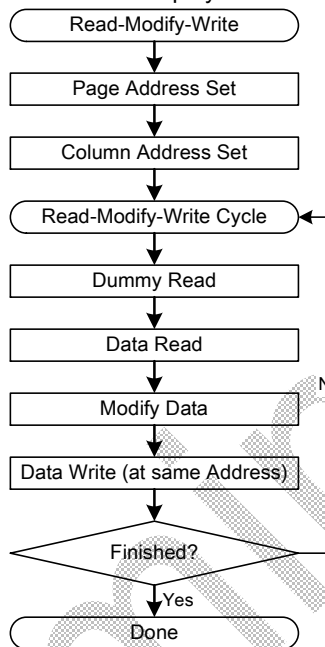 Read-Modify-Write
Page Address Set
Column Address Set
Read-Modify-Write Cycle
Dummy Read
Data Read
N
Modify Data
Data Write (at same Address)
Finished?
Yes
Done